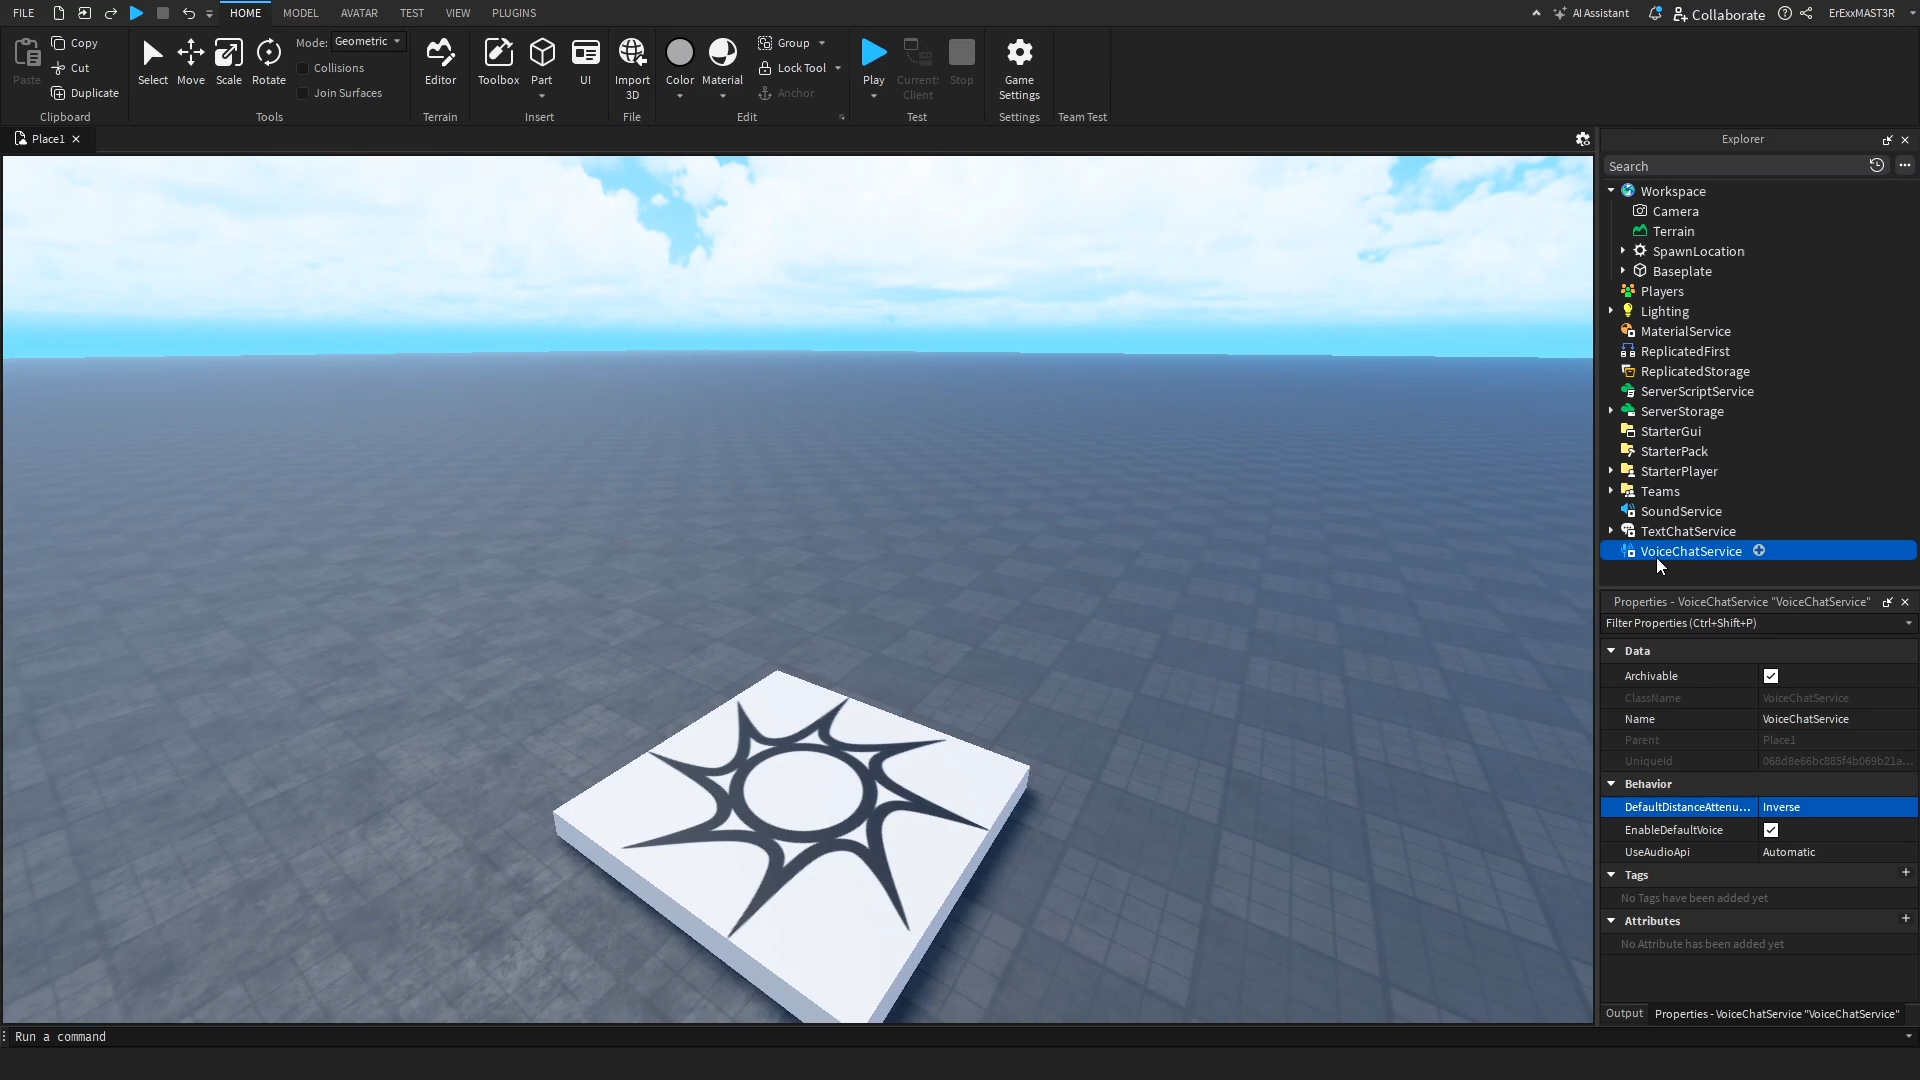 FILE HOME MODEL AVATAR TEST VIEW PLUGINS AI Assistant Collaborate ErExxMAST3R
Paste Copy Cut Duplicate Clipboard
Select Move Scale Rotate Mode: Geometric Collisions Join Surfaces Tools
Editor Terrain
Toolbox Part UI Insert
Import 3D File
Color Material Group Lock Tool Anchor Edit
Play Current: Client Stop Test
Game Settings Settings
Team Test
Place1
Explorer
Search
Workspace
Camera
Terrain
SpawnLocation
Baseplate
Players
Lighting
MaterialService
ReplicatedFirst
ReplicatedStorage
ServerScriptService
ServerStorage
StarterGui
StarterPack
StarterPlayer
Teams
SoundService
TextChatService
VoiceChatService
Properties - VoiceChatService "VoiceChatService"
Filter Properties (Ctrl+Shift+P)
Data
Archivable
ClassName VoiceChatService
Name VoiceChatService
Parent Place1
UniqueId 068d8e66bc885f4b069b21a...
Behavior
DefaultDistanceAttenu... Inverse
EnableDefaultVoice
UseAudioApi Automatic
Tags
No Tags have been added yet
Attributes
No Attribute has been added yet
Output Properties - VoiceChatService "VoiceChatService"
Run a command